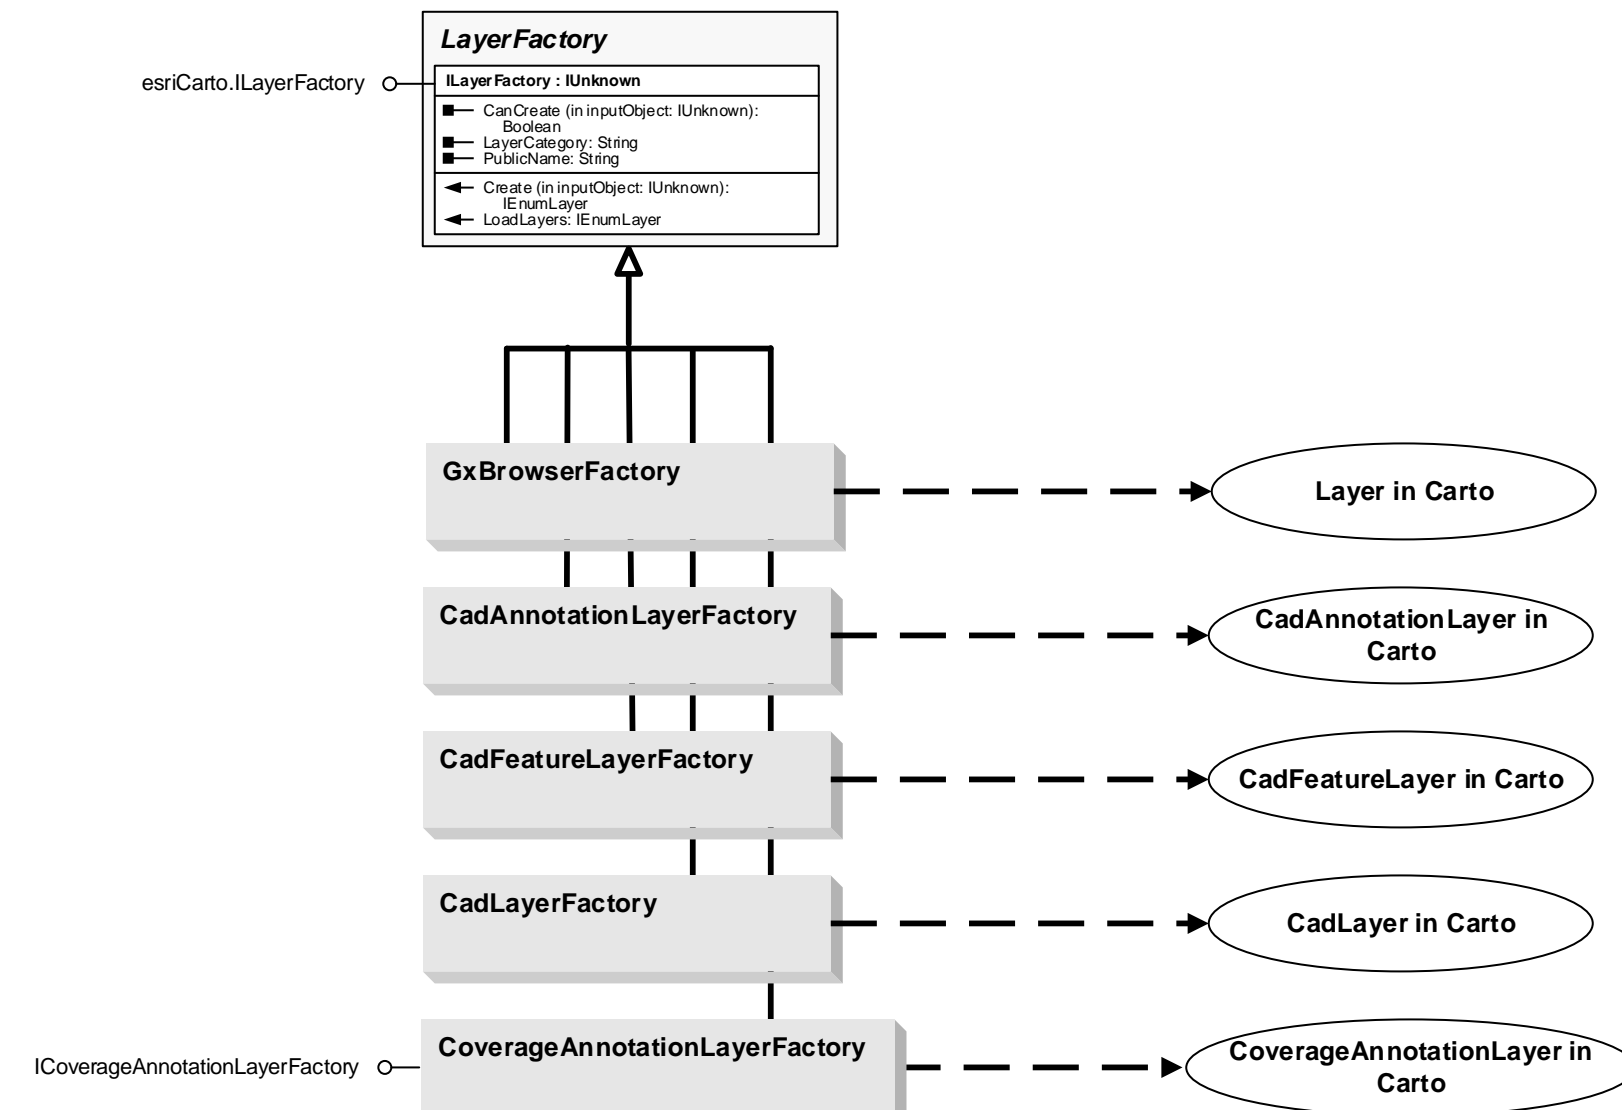 LayerFactory
esriCarto.ILayerFactory
ILayerFactory : IUnknown
CanCreate (in inputObject: IUnknown):
Boolean
LayerCategory: String
PublicName: String
Create (in inputObject: IUnknown):
IEnumLayer
LoadLayers: IEnumLayer
GxBrowserFactory
Layer in Carto
CadAnnotationLayerFactory
CadAnnotationLayer in
Carto
CadFeatureLayerFactory
CadFeatureLayer in Carto
CadLayerFactory
CadLayer in Carto
ICoverageAnnotationLayerFactory
CoverageAnnotationLayerFactory
CoverageAnnotationLayer in
Carto